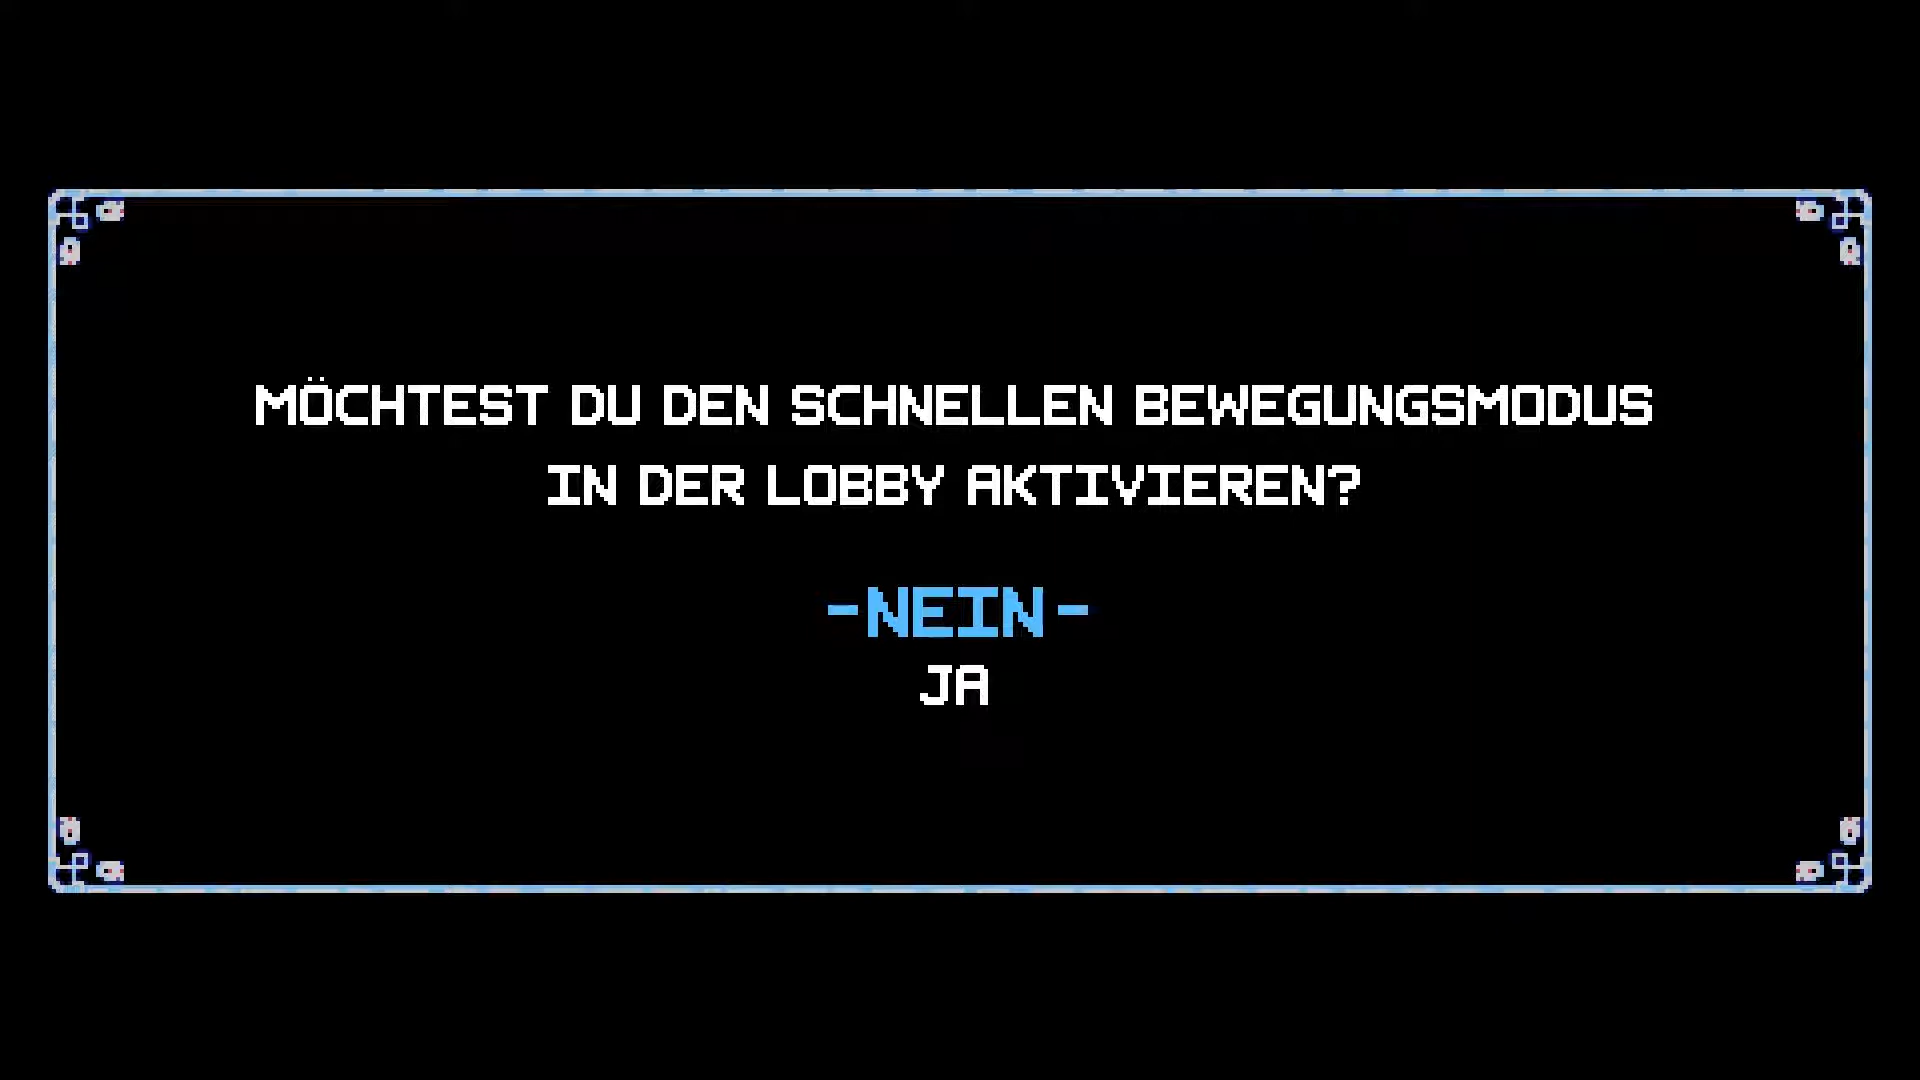 MÖCHTEST DU DEN SCHNELLEN BEWEGUNGSMODUS
IN DER LOBBY AKTIVIEREN?
-NEIN-
JA